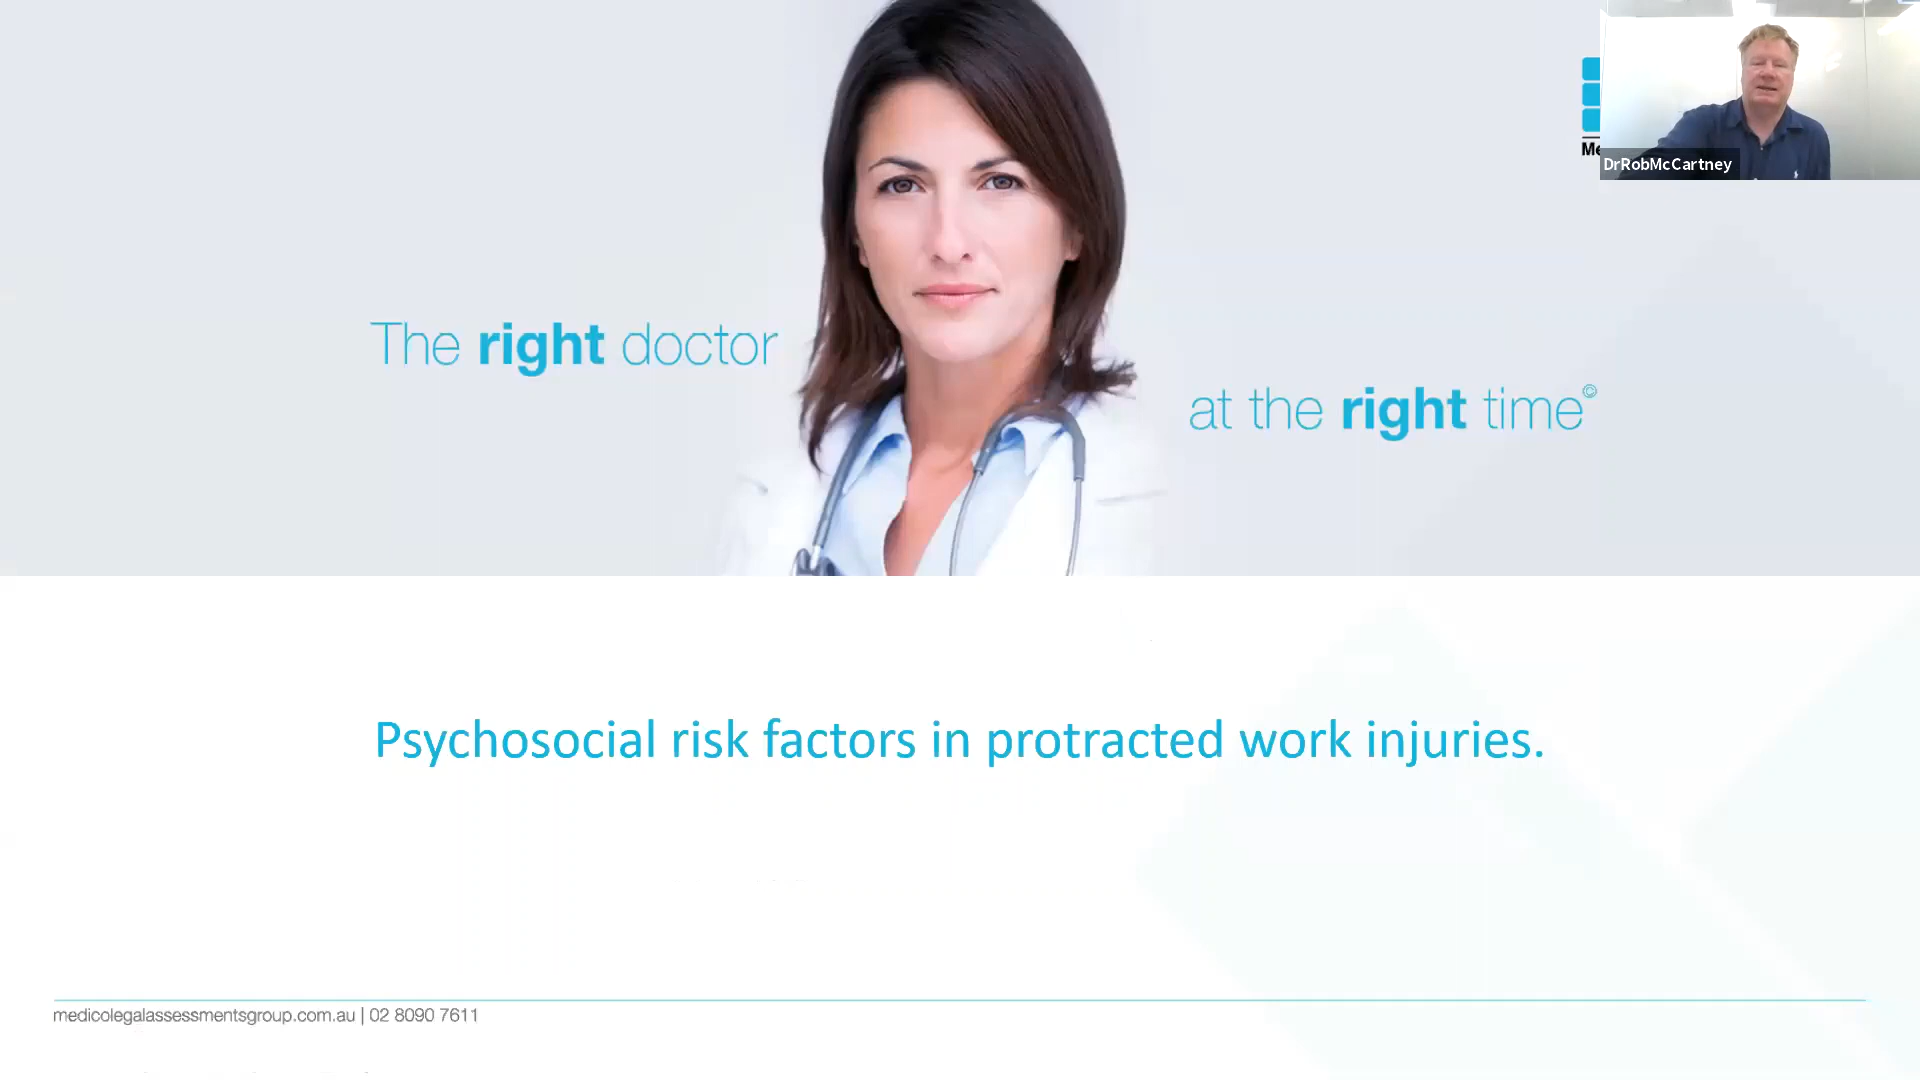 DrRobMcCartney
The right doctor
at the right time©
Psychosocial risk factors in protracted work injuries.
medicolegalassessmentsgroup.com.au | 02 8090 7611